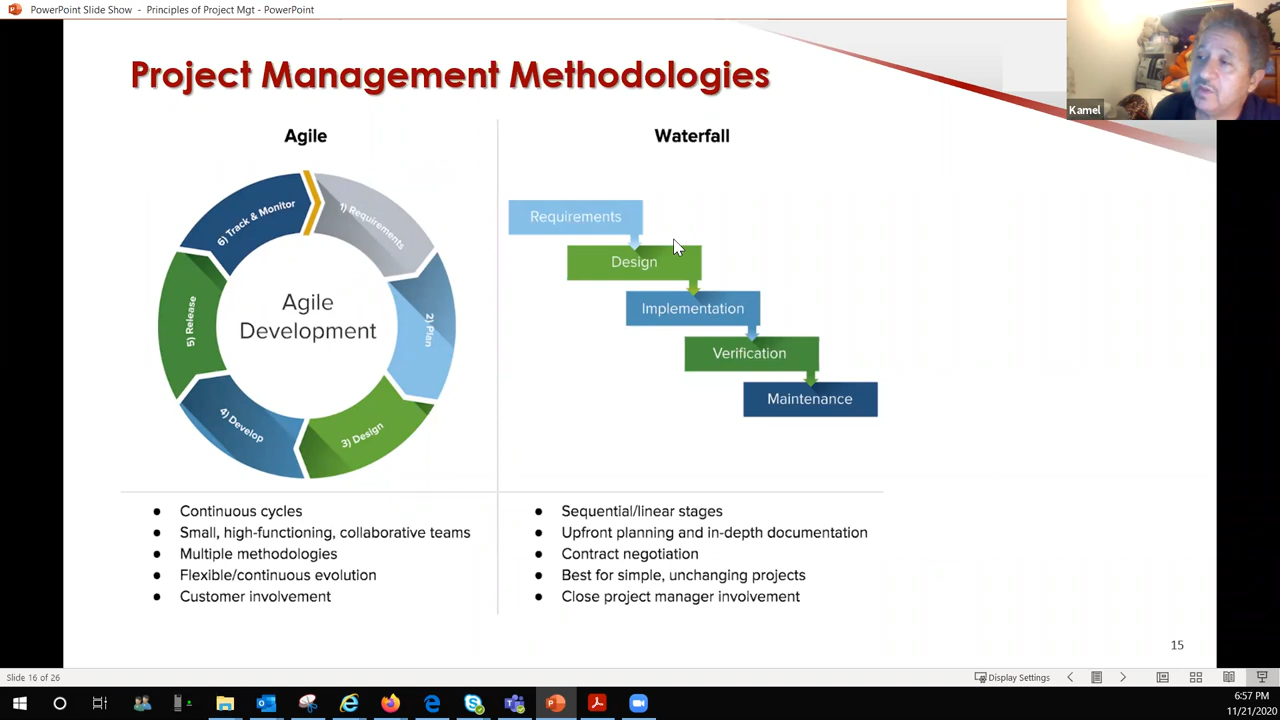 PowerPoint Slide Show - Principles of Project Mgt - PowerPoint
Kamel
Project Management Methodologies
Agile
Waterfall
1) Requirements
2) Plan
3) Design
4) Develop
5) Release
6) Track & Monitor
Agile
Development
Requirements
Design
Implementation
Verification
Maintenance
● Continuous cycles
● Small, high-functioning, collaborative teams
● Multiple methodologies
● Flexible/continuous evolution
● Customer involvement
● Sequential/linear stages
● Upfront planning and in-depth documentation
● Contract negotiation
● Best for simple, unchanging projects
● Close project manager involvement
15
Slide 16 of 26
Display Settings
6:57 PM
11/21/2020